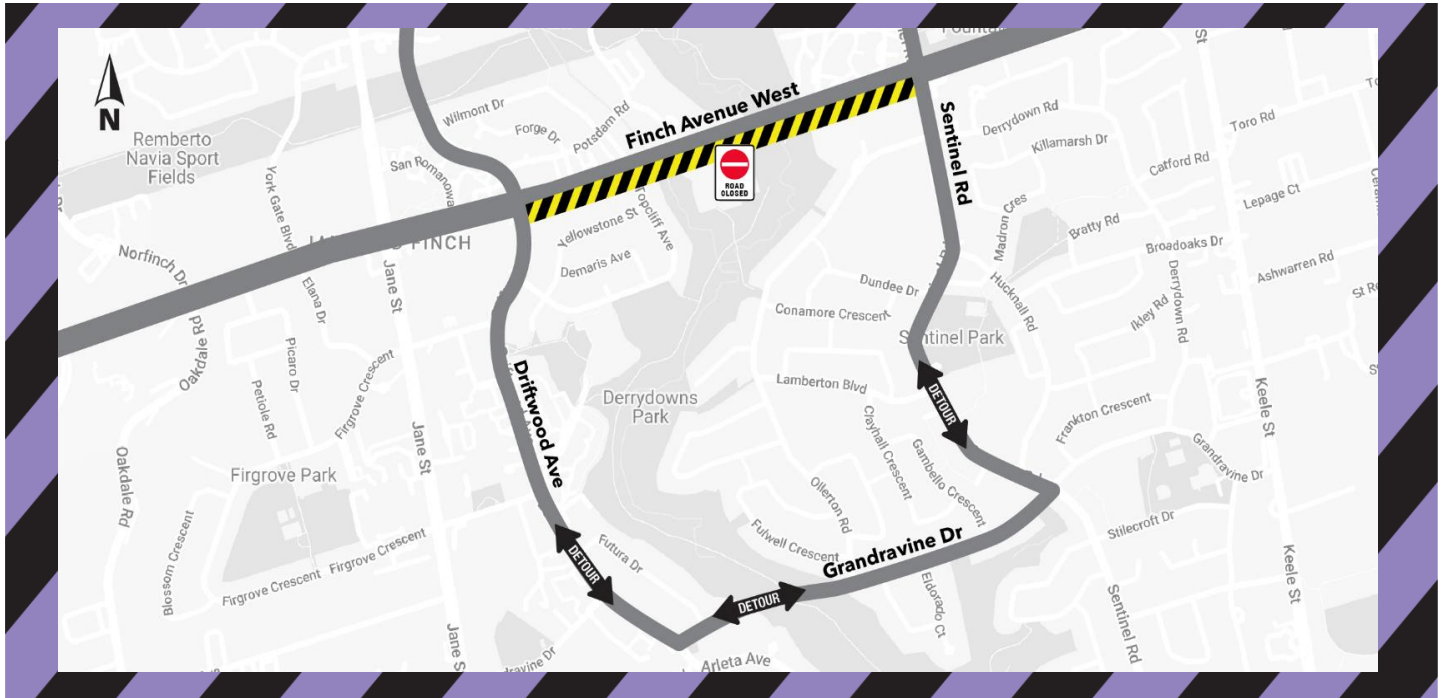 N
Remberto
Navia Sport
Fields
Wilmont Dr
Forge Dr
Potsdam Rd
San Romanoway
York Gate Blvd
Finch Avenue West
ROAD
CLOSED
Sentinel Rd
Derrydown Rd
Killamarsh Dr
Toro Rd
Catford Rd
Lepage Ct
Madron Cres
Bratty Rd
Broadoaks Dr
Derrydown Rd
Ashwarren Rd
FINCH
Norfinch Dr
Jane St
Elana Dr
Yellowstone St
Topcliff Ave
Demaris Ave
Dundee Dr
Conamore Crescent
Hucknall Rd
Ikley Rd
Oakdale Rd
Picaro Dr
Petiole Rd
Firgrove Crescent
Driftwood Ave
Derrydowns
Park
Lamberton Blvd
DETOUR
Frankton Crescent
Keele St
Grandravine Dr
Oakdale Rd
Jane St
Firgrove Park
Clayhall Crescent
Gambello Crescent
Ollerton Rd
Fulwell Crescent
Grandravine Dr
Stilecroft Dr
Blossom Crescent
Firgrove Crescent
Firgrove Crescent
DETOUR
Futura Dr
DETOUR
Eldorado Ct
Sentinel Rd
Keele St
Arleta Ave